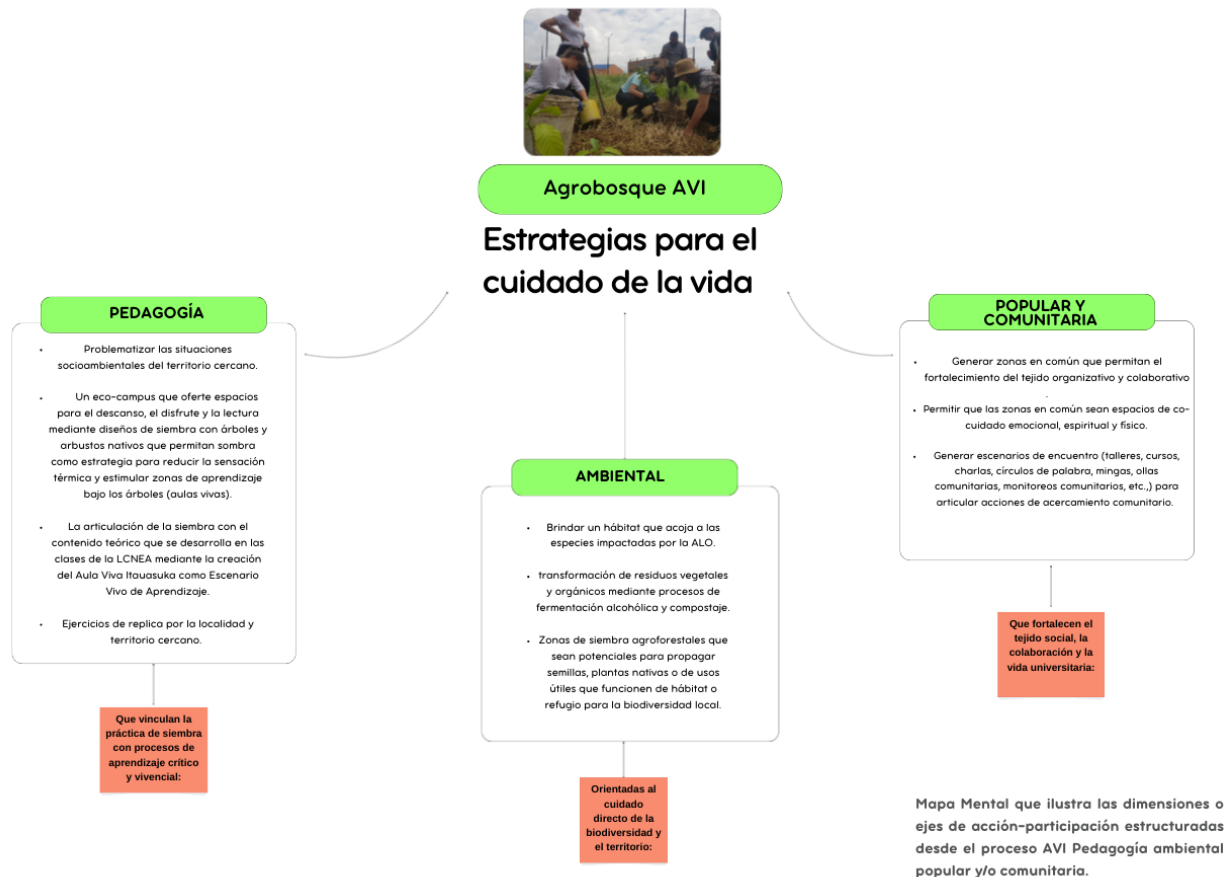 Agrobosque AVI
Estrategias para el
cuidado de la vida
PEDAGOGÍA
Problematizar las situaciones
socioambientales del territorio cercano.
Un eco-campus que oferte espacios
para el descanso, el disfrute y la lectura
mediante diseños de siembra con árboles y
arbustos nativos que permitan sombra
como estrategia para reducir la sensación
térmica y estimular zonas de aprendizaje
bajo los árboles (aulas vivas).
La articulación de la siembra con el
contenido teórico que se desarrolla en las
clases de la LCNEA mediante la creación
del Aula Viva Itauasuka como Escenario
Vivo de Aprendizaje.
Ejercicios de replica por la localidad y
territorio cercano.
Que vinculan la
práctica de siembra
con procesos de
aprendizaje crítico
y vivencial:
AMBIENTAL
Brindar un hábitat que acoja a las
especies impactadas por la ALO.
transformación de residuos vegetales
y orgánicos mediante procesos de
fermentación alcohólica y compostaje.
Zonas de siembra agroforestales que
sean potenciales para propagar
semillas, plantas nativas o de usos
útiles que funcionen de hábitat o
refugio para la biodiversidad local.
Orientadas al
cuidado
directo de la
biodiversidad y
el territorio:
POPULAR Y
COMUNITARIA
Generar zonas en común que permitan el
fortalecimiento del tejido organizativo y colaborativo
.
Permitir que las zonas en común sean espacios de co-
cuidado emocional, espiritual y físico.
Generar escenarios de encuentro (talleres, cursos,
charlas, círculos de palabra, mingas, ollas
comunitarias, monitoreos comunitarios, etc.,) para
articular acciones de acercamiento comunitario.
Que fortalecen el
tejido social, la
colaboración y la
vida universitaria:
Mapa Mental que ilustra las dimensiones o
ejes de acción-participación estructuradas
desde el proceso AVI Pedagogía ambiental
popular y/o comunitaria.